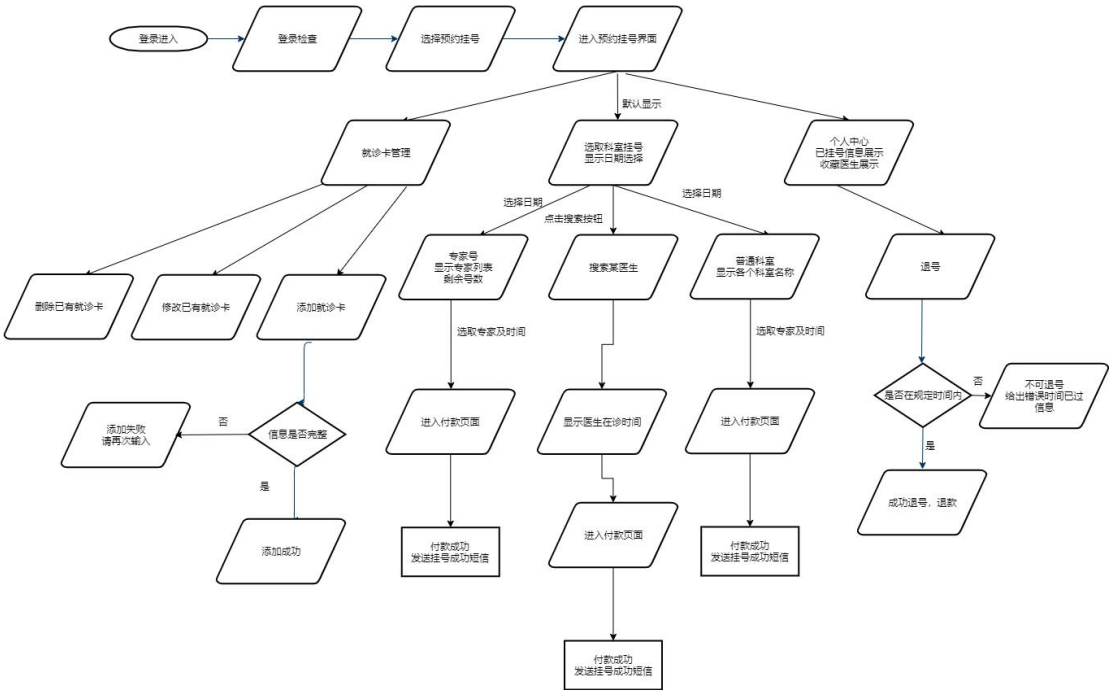 登录进入
登录检查
选择预约挂号
进入预约挂号界面
默认显示
就诊卡管理
选取科室挂号
显示日期选择
个人中心
已挂号信息展示
收藏医生展示
选择日期
点击搜索按钮
选择日期
专家号
显示专家列表
剩余号数
搜索某医生
普通科室
显示各个科室名称
退号
删除已有就诊卡
修改已有就诊卡
添加就诊卡
选取专家及时间
选取专家及时间
是否在规定时间内
否
不可退号
给出错误时间已过
信息
添加失败
请再次输入
否
信息是否完整
进入付款页面
显示医生在诊时间
进入付款页面
是
是
成功退号，退款
添加成功
付款成功
发送挂号成功短信
进入付款页面
付款成功
发送挂号成功短信
付款成功
发送挂号成功短信